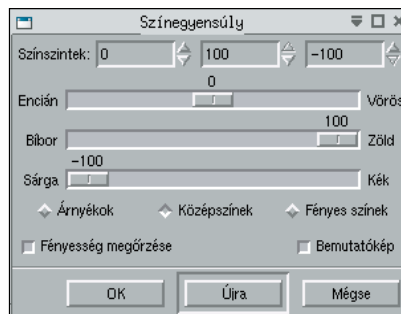 Színegyensúly
Színszintek: 0 100 -100
0
Encián Vörös
100
Bíbor Zöld
-100
Sárga Kék
Árnyékok Középszínek Fényes színek
Fényesség megőrzése Bemutatókép
OK Újra Mégse